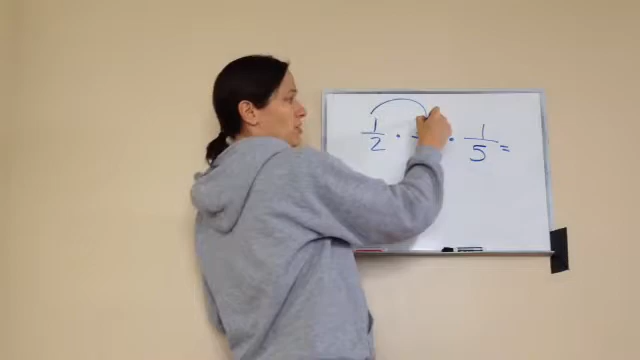 1/2 · · 1/5 =